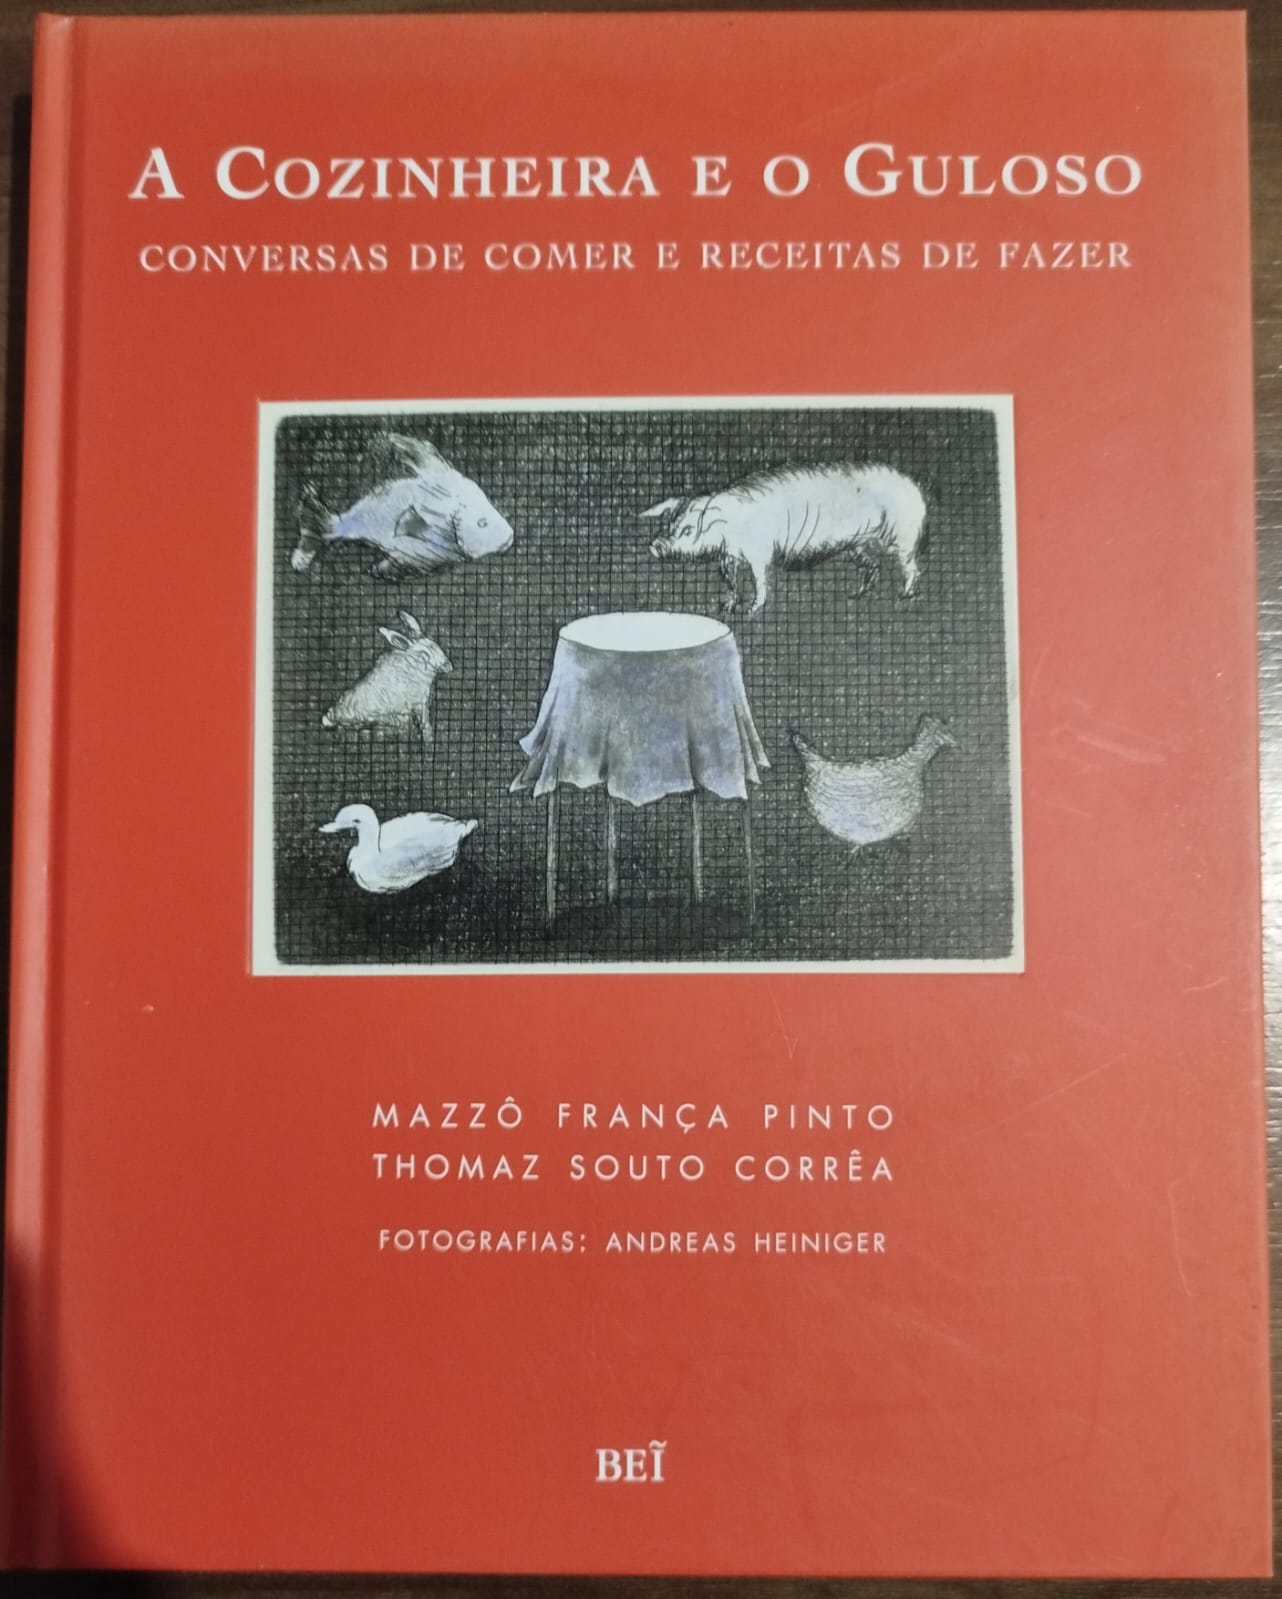 A COZINHEIRA E O GULOSO
CONVERSAS DE COMER E RECEITAS DE FAZER
MAZZÔ FRANÇA PINTO
THOMAZ SOUTO CORRÊA
FOTOGRAFIAS: ANDREAS HEINIGER
BEĨ